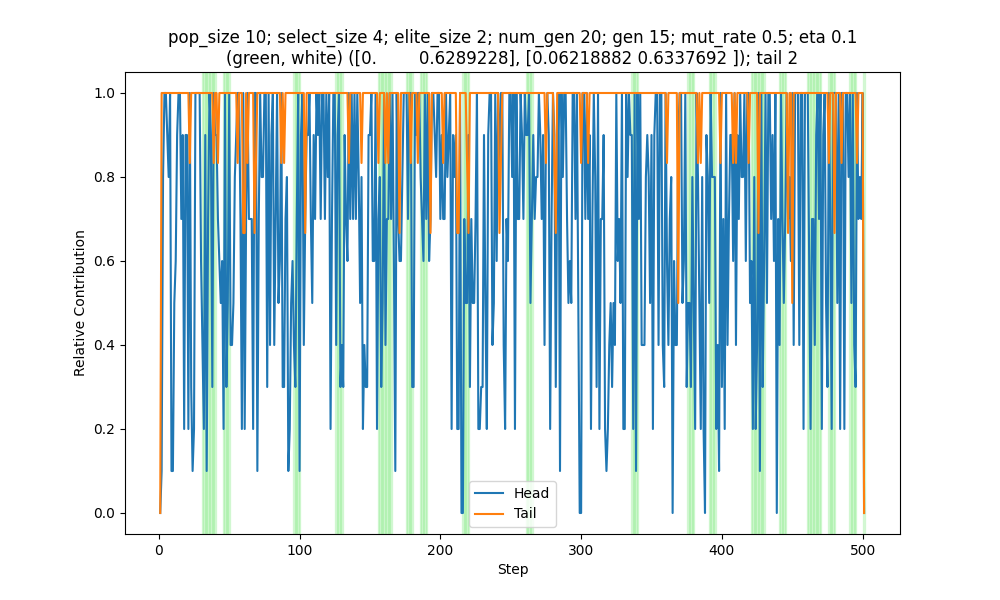 pop_size 10; select_size 4; elite_size 2; num_gen 20; gen 15; mut_rate 0.5; eta 0.1
(green, white) ([0. 0.6289228], [0.06218882 0.6337692 ]); tail 2
1.0
0.8
0.6
0.4
0.2
0.0
Relative Contribution
Head
Tail
0
100
200
300
400
500
Step